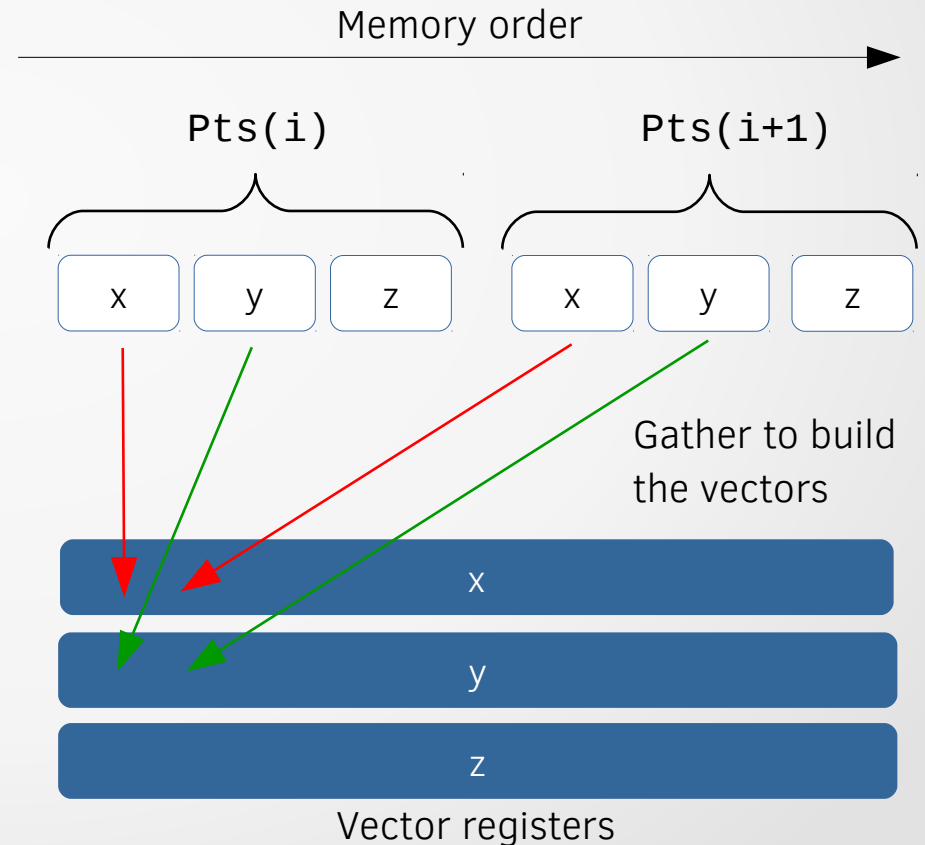 Memory order
Pts(i) Pts(i+1)
x y z x y z
Gather to build
the vectors
x
y
z
Vector registers